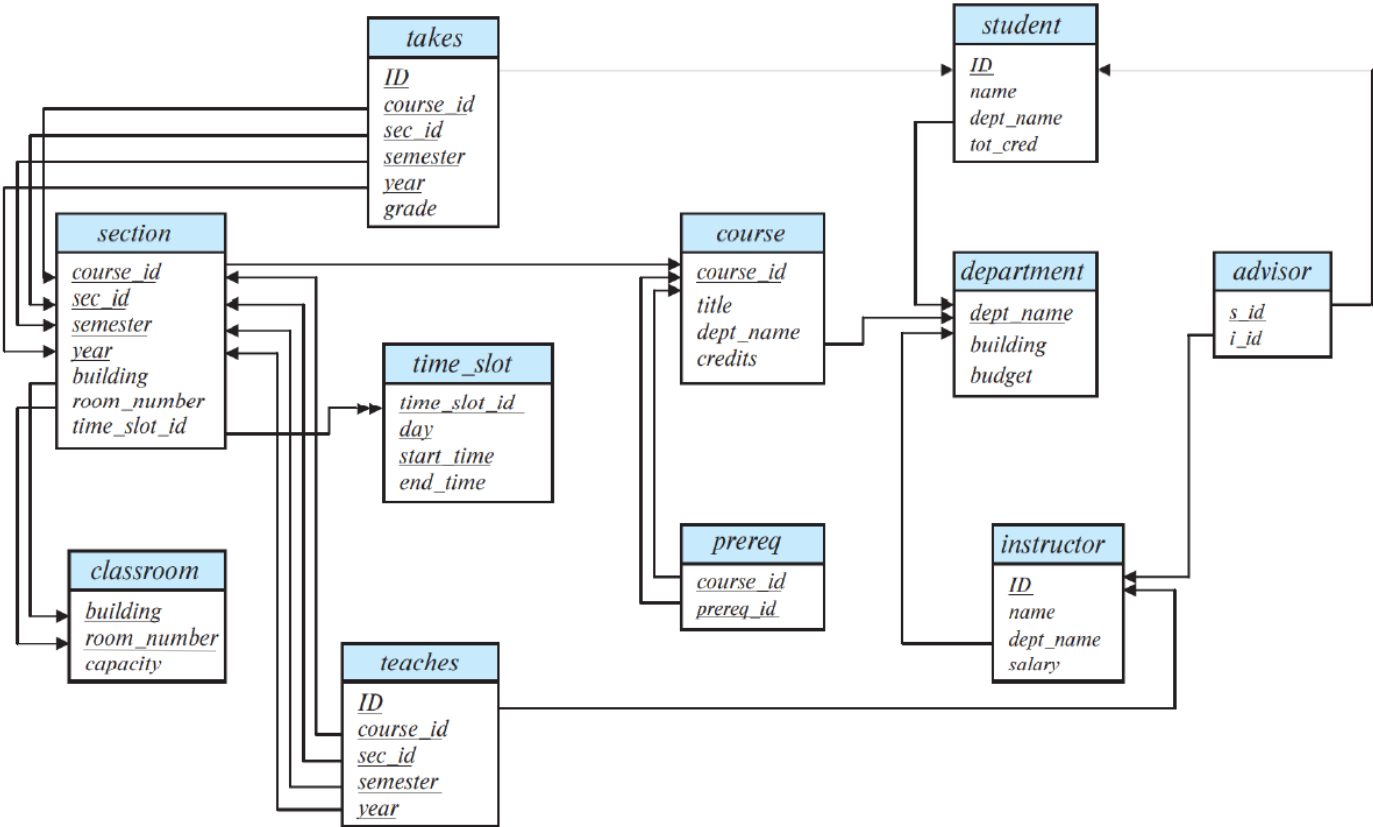 takes
ID
course_id
sec_id
semester
year
grade
student
ID
name
dept_name
tot_cred
section
course_id
sec_id
semester
year
building
room_number
time_slot_id
course
course_id
title
dept_name
credits
department
dept_name
building
budget
advisor
s_id
i_id
time_slot
time_slot_id
day
start_time
end_time
prereq
course_id
prereq_id
instructor
ID
name
dept_name
salary
classroom
building
room_number
capacity
teaches
ID
course_id
sec_id
semester
year